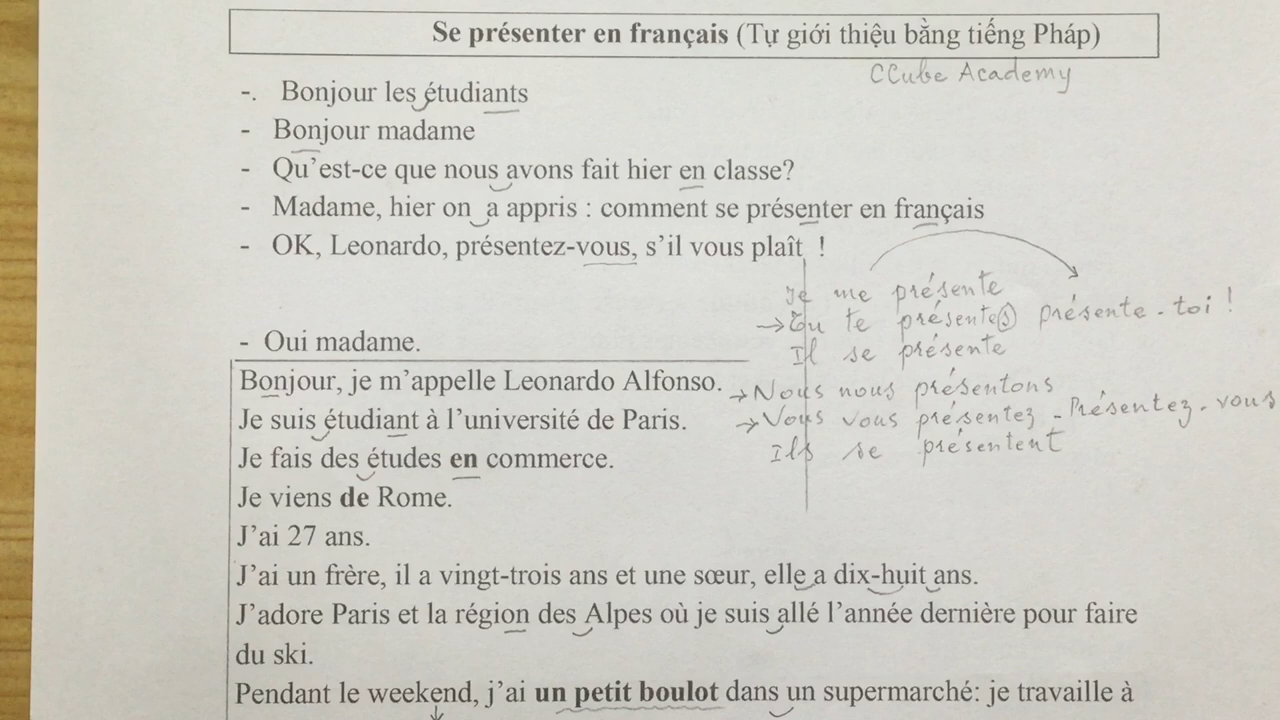 Se présenter en français (Tự giới thiệu bằng tiếng Pháp)
CCube Academy
-. Bonjour les étudiants
- Bonjour madame
- Qu'est-ce que nous avons fait hier en classe?
- Madame, hier on a appris : comment se présenter en français
- OK, Leonardo, présentez-vous, s'il vous plaît !
Je me présente
→ Tu te présentes présente-toi !
Il se présente
→ Nous nous présentons
→ Vous vous présentez - Présentez-vous
Ils se présentent
- Oui madame.
Bonjour, je m'appelle Leonardo Alfonso.
Je suis étudiant à l'université de Paris.
Je fais des études en commerce.
Je viens de Rome.
J'ai 27 ans.
J'ai un frère, il a vingt-trois ans et une sœur, elle a dix-huit ans.
J'adore Paris et la région des Alpes où je suis allé l'année dernière pour faire
du ski.
Pendant le weekend, j'ai un petit boulot dans un supermarché: je travaille à